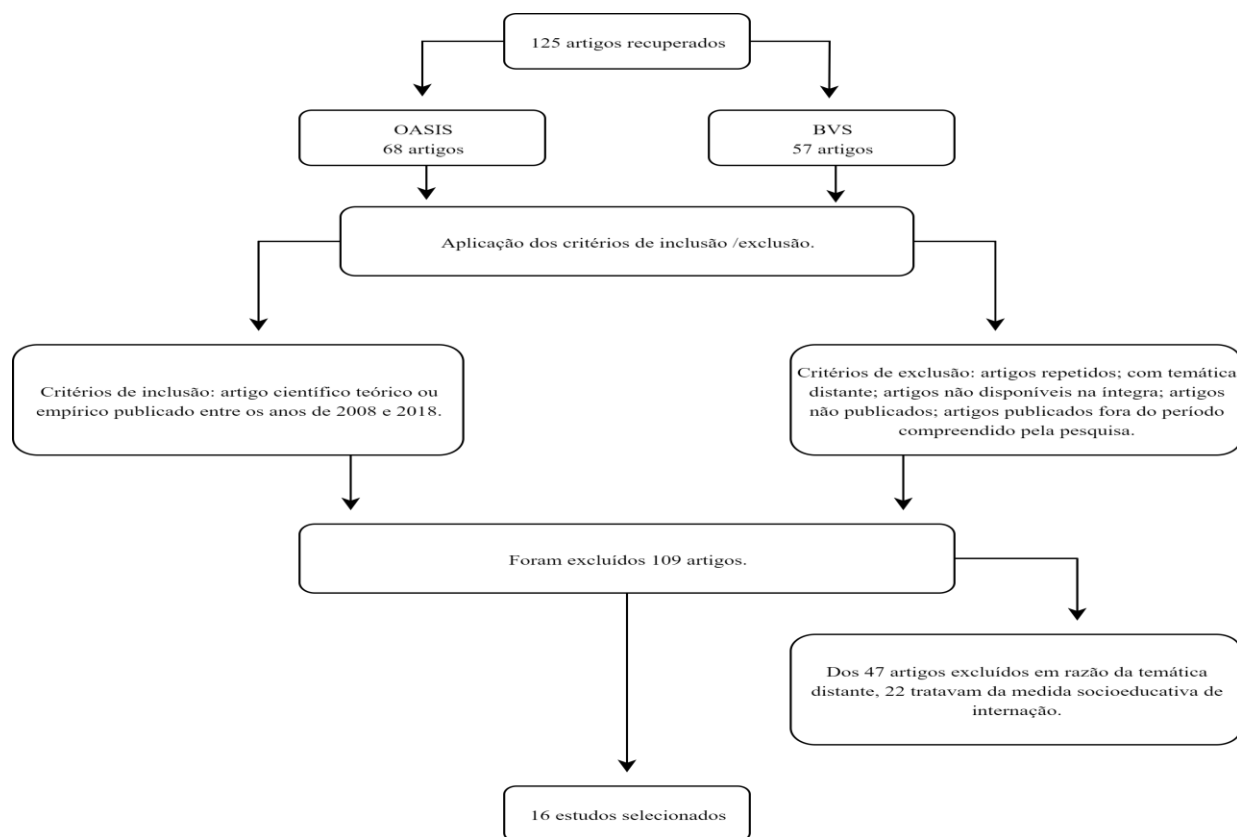 125 artigos recuperados
OASIS
68 artigos
BVS
57 artigos
Aplicação dos critérios de inclusão /exclusão.
Critérios de inclusão: artigo científico teórico ou
empírico publicado entre os anos de 2008 e 2018.
Critérios de exclusão: artigos repetidos; com temática
distante; artigos não disponíveis na íntegra; artigos
não publicados; artigos publicados fora do período
compreendido pela pesquisa.
Foram excluídos 109 artigos.
Dos 47 artigos excluídos em razão da temática
distante, 22 tratavam da medida socioeducativa de
internação.
16 estudos selecionados